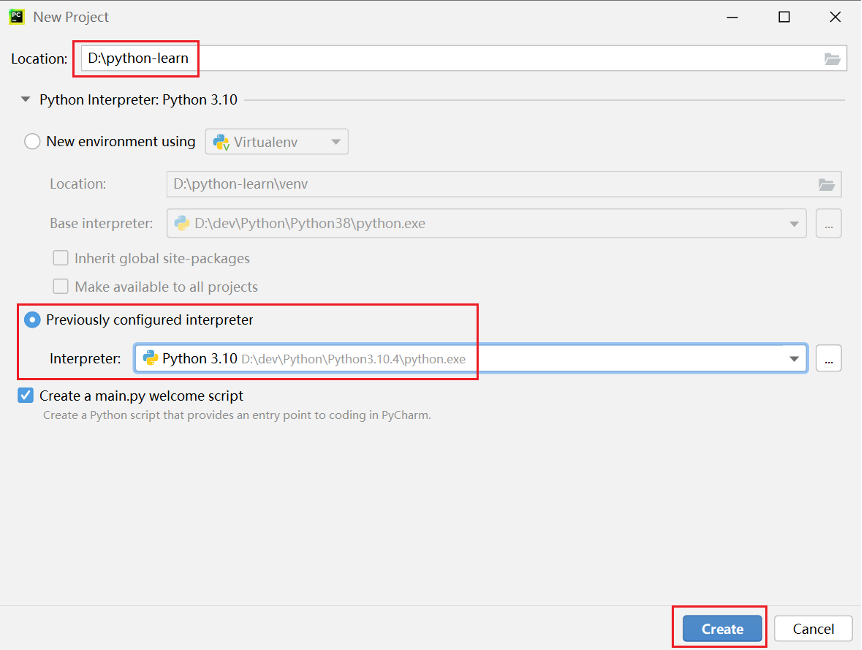 New Project
Location: D:\python-learn
Python Interpreter: Python 3.10
New environment using Virtualenv
Location: D:\python-learn\venv
Base interpreter: D:\dev\Python\Python38\python.exe ...
Inherit global site-packages
Make available to all projects
Previously configured interpreter
Interpreter: Python 3.10 D:\dev\Python\Python3.10.4\python.exe ...
Create a main.py welcome script
Create a Python script that provides an entry point to coding in PyCharm.
Create Cancel